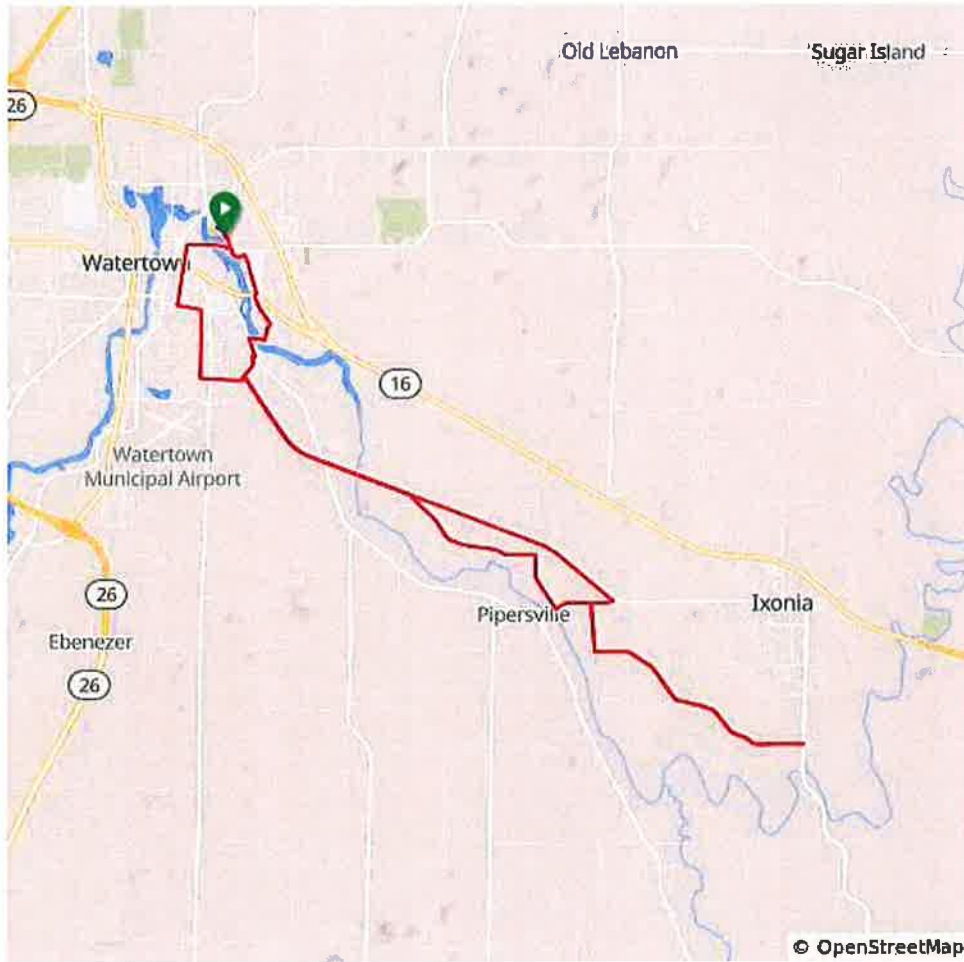 Old Lebanon
Sugar Island
26
Watertown
16
Watertown
Municipal Airport
26
Pipersville
Ixonia
Ebenezer
26
© OpenStreetMap